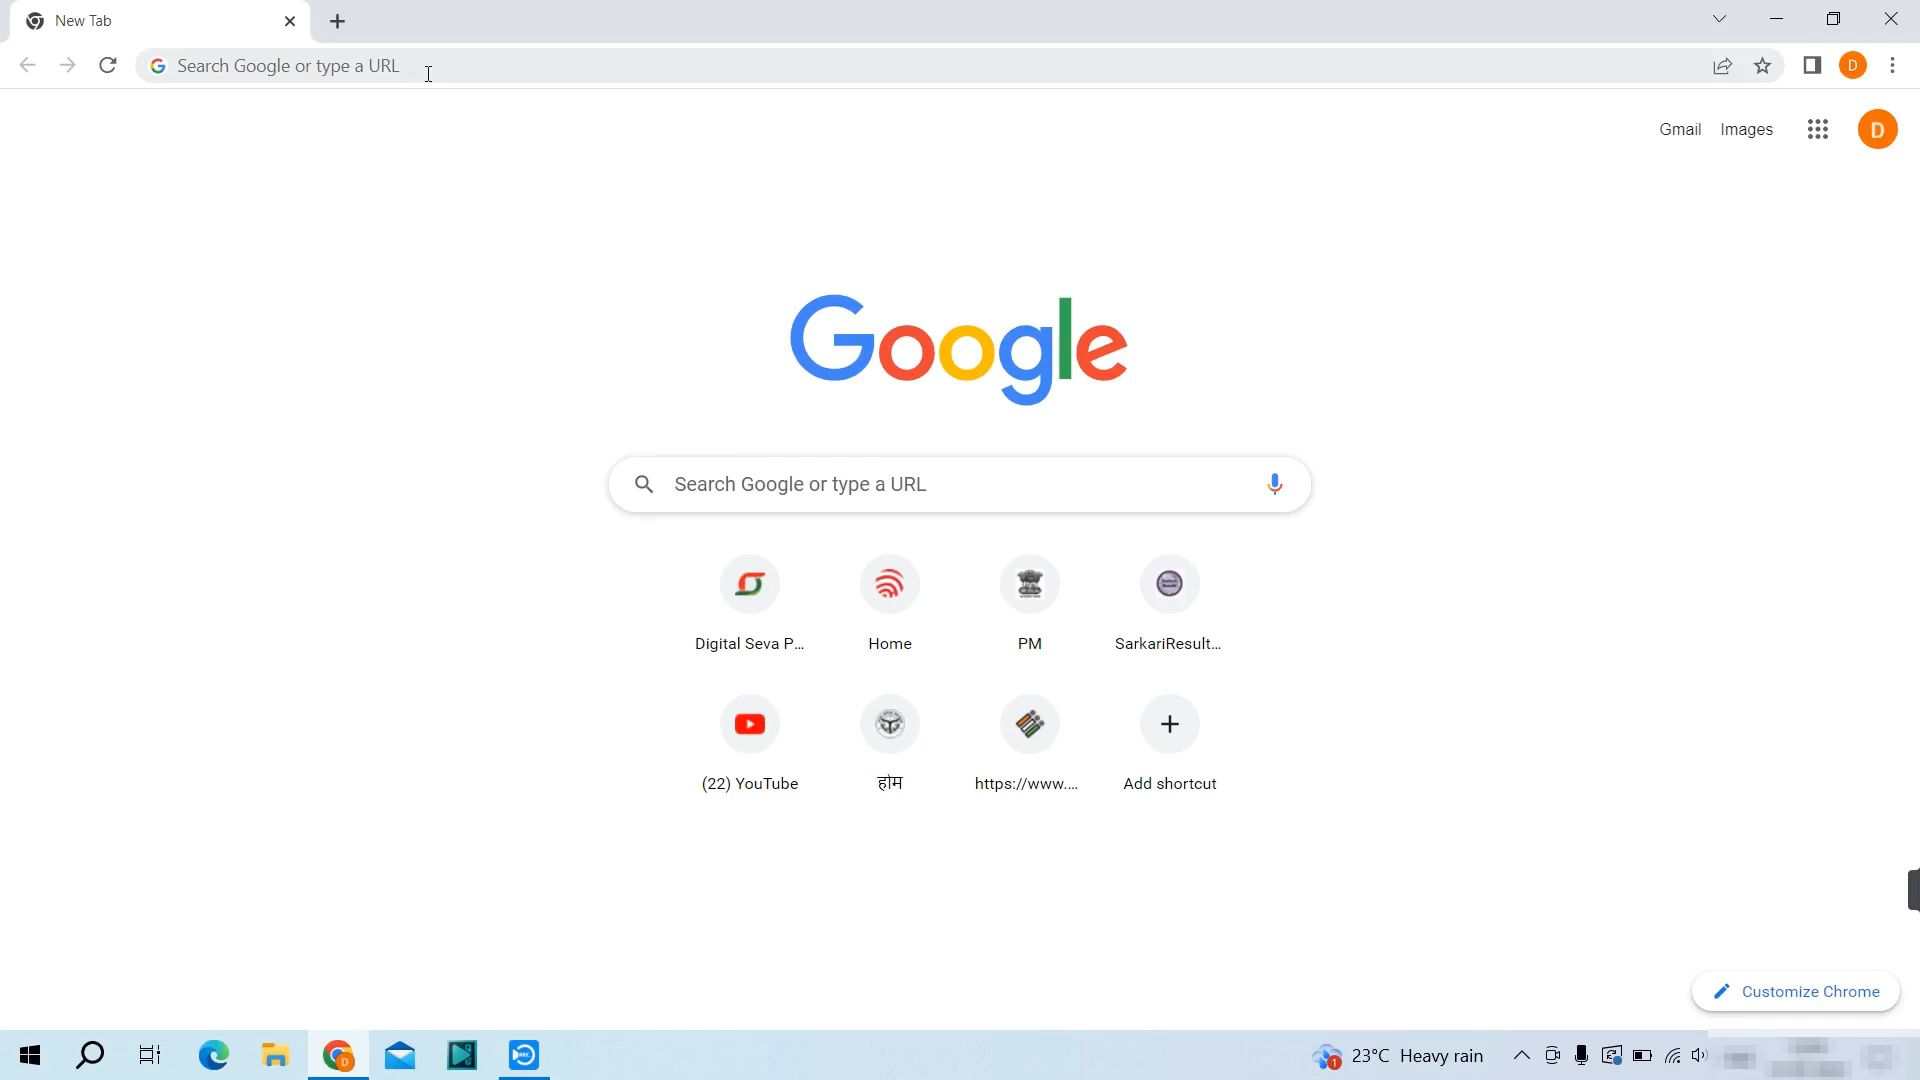 New Tab
Search Google or type a URL
D
Gmail Images D
Google
Search Google or type a URL
Digital Seva P... Home PM SarkariResult...
(22) YouTube होम https://www.... Add shortcut
Customize Chrome
D 1 23°C Heavy rain